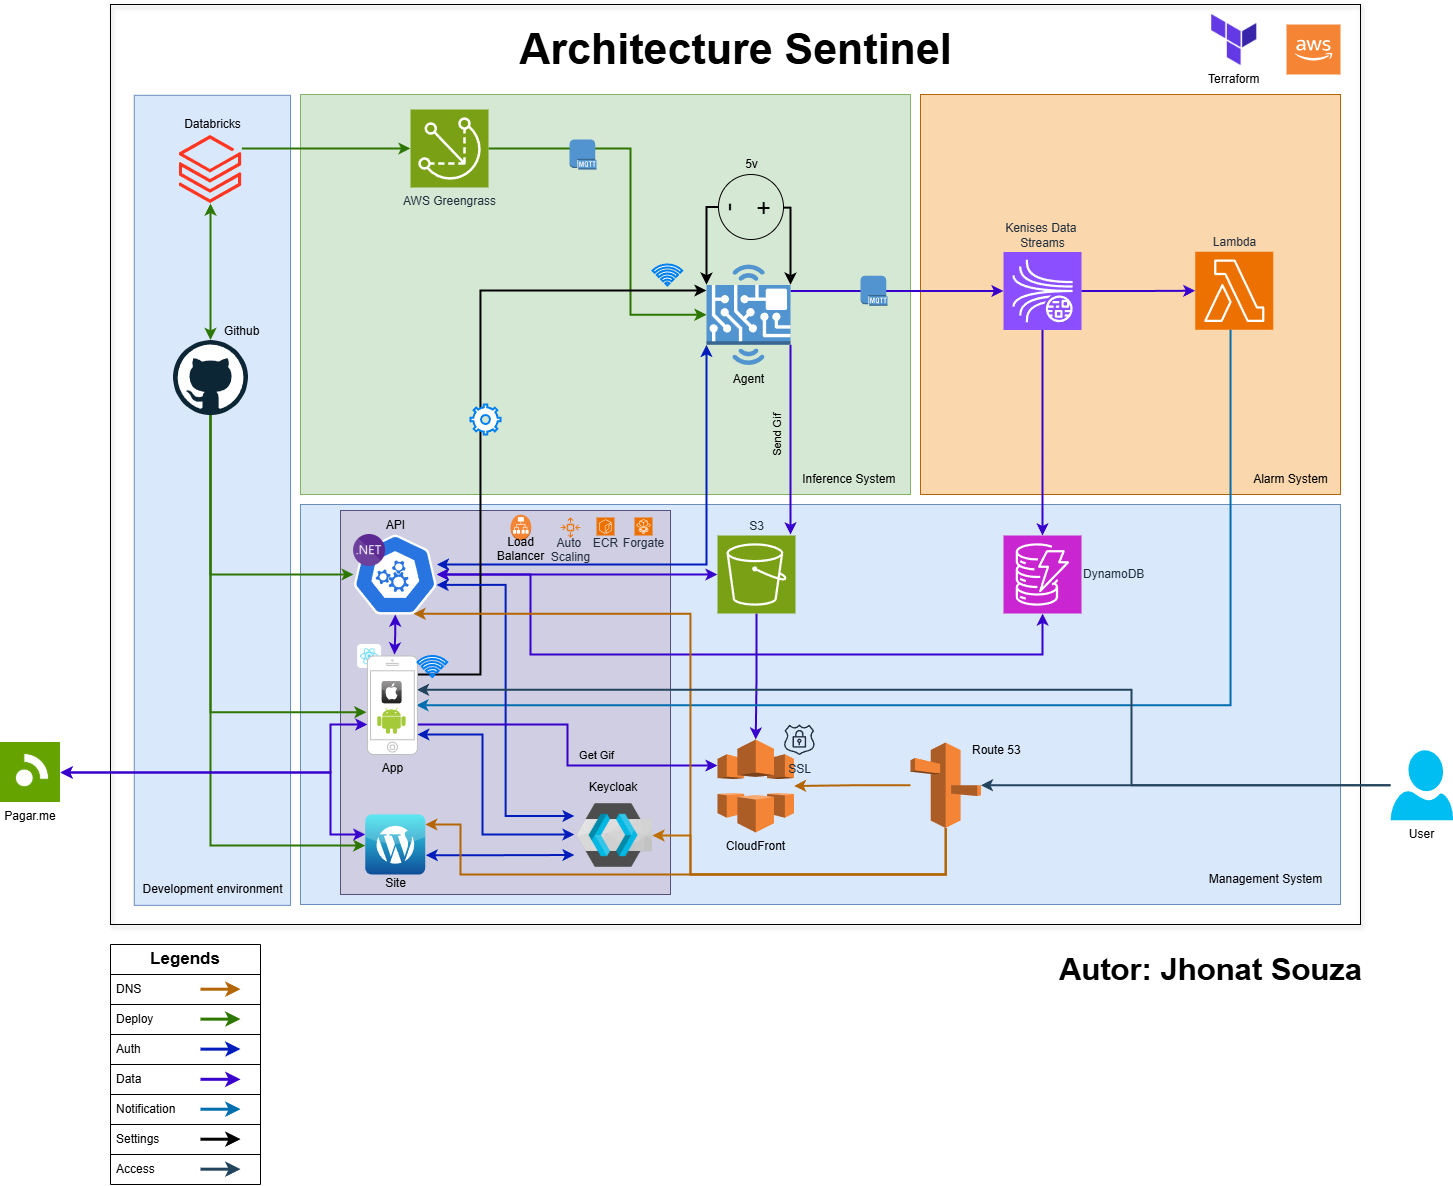 Architecture Sentinel
Terraform
aws
Databricks
AWS Greengrass
MQTT
5v
- +
Kenises Data
Streams
Lambda
Github
MQTT
Agent
Send Gif
Inference System
Alarm System
API
.NET
Load
Balancer
Auto
Scaling
ECR
Forgate
S3
DynamoDB
App
Get Gif
SSL
Route 53
Keycloak
CloudFront
Pagar.me
User
Site
Development environment
Management System
Legends
DNS
Deploy
Auth
Data
Notification
Settings
Access
Autor: Jhonat Souza